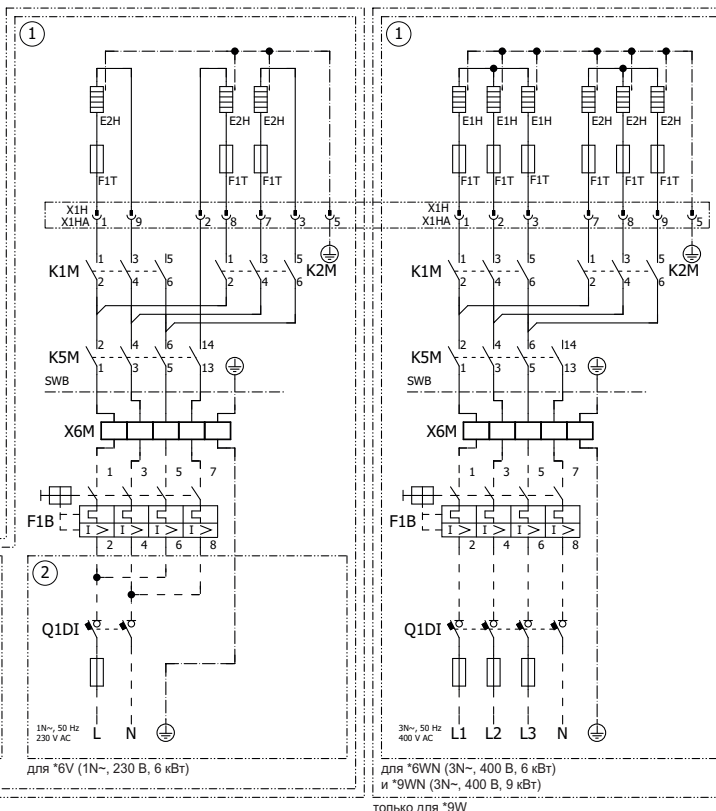 1
E2H E2H E2H
F1T F1T F1T
X1H
X1HA 1 9 2 8 7 3 5
1 3 5 1 3 5
K1M K2M
2 4 6 2 4 6
2 4 6 14
K5M
1 3 5 13
SWB
X6M
1 3 5 7
F1B
I > I > I > I >
2 4 6 8
2
Q1DI
1N~, 50 Hz
230 V AC
L N
для *6V (1N~, 230 В, 6 кВт)
1
E1H E1H E1H E2H E2H E2H
F1T F1T F1T F1T F1T F1T
X1H
X1HA 1 2 3 7 8 9 5
1 3 5 1 3 5
K1M K2M
2 4 6 2 4 6
2 4 6 14
K5M
1 3 5 13
SWB
X6M
1 3 5 7
F1B
I > I > I > I >
2 4 6 8
Q1DI
3N~, 50 Hz
400 V AC
L1 L2 L3 N
для *6WN (3N~, 400 В, 6 кВт)
и *9WN (3N~, 400 В, 9 кВт)
только для *9W